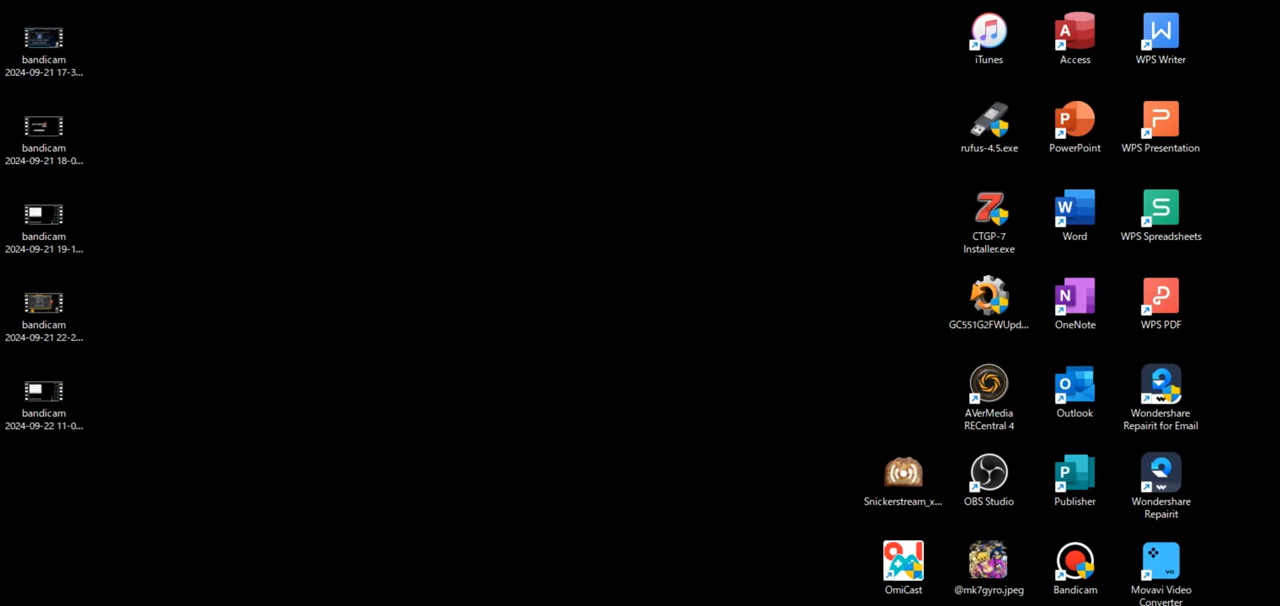 bandicam
2024-09-21 17-3...
bandicam
2024-09-21 18-0...
bandicam
2024-09-21 19-1...
bandicam
2024-09-21 22-2...
bandicam
2024-09-22 11-0...
iTunes
Access
WPS Writer
rufus-4.5.exe
PowerPoint
WPS Presentation
CTGP-7
Installer.exe
Word
WPS Spreadsheets
GC551G2FWUpd...
OneNote
WPS PDF
AVerMedia
RECentral 4
Outlook
Wondershare
Repairit for Email
Snickerstream_x...
OBS Studio
Publisher
Wondershare
Repairit
OmiCast
@mk7gyro.jpeg
Bandicam
Movavi Video
Converter